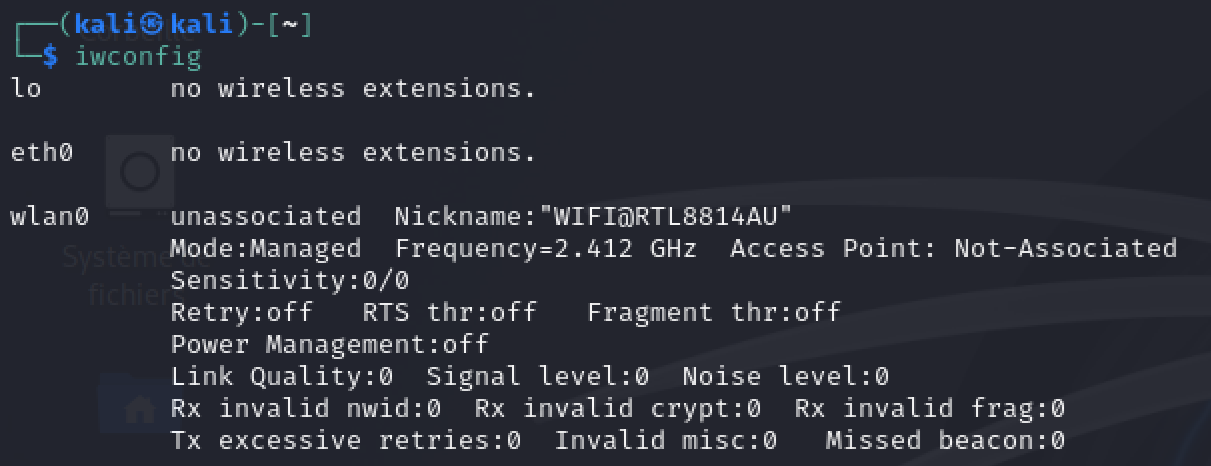 (kali㉿kali)-[~]
$ iwconfig
lo        no wireless extensions.
eth0      no wireless extensions.
wlan0     unassociated  Nickname:"WIFI@RTL8814AU"
          Mode:Managed  Frequency=2.412 GHz  Access Point: Not-Associated
          Sensitivity:0/0
          Retry:off   RTS thr:off   Fragment thr:off
          Power Management:off
          Link Quality:0  Signal level:0  Noise level:0
          Rx invalid nwid:0  Rx invalid crypt:0  Rx invalid frag:0
          Tx excessive retries:0  Invalid misc:0   Missed beacon:0
Système de
fichiers